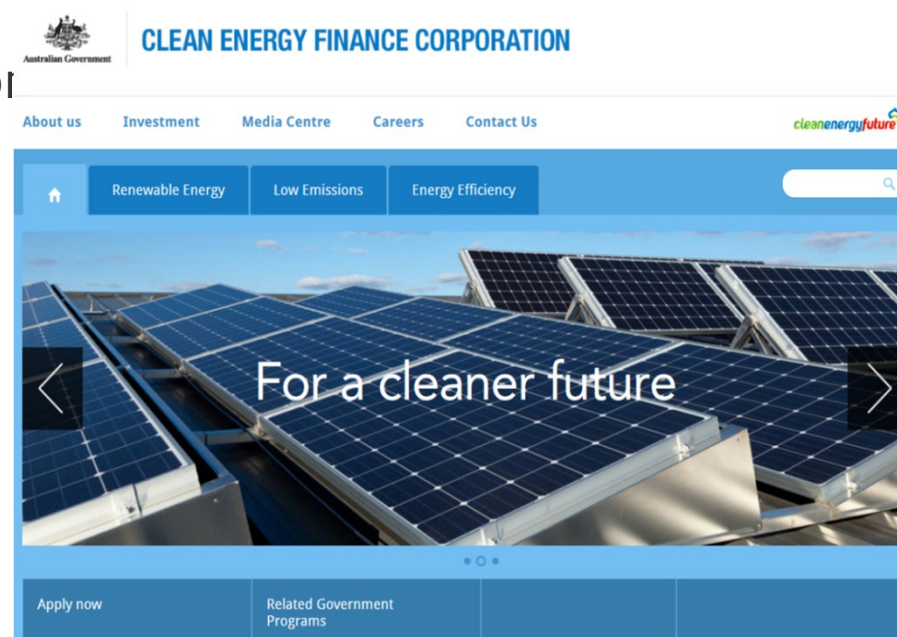 Australian Government
CLEAN ENERGY FINANCE CORPORATION
or
About us Investment Media Centre Careers Contact Us
cleanenergyfuture
Renewable Energy Low Emissions Energy Efficiency
For a cleaner future
Apply now
Related Government
Programs